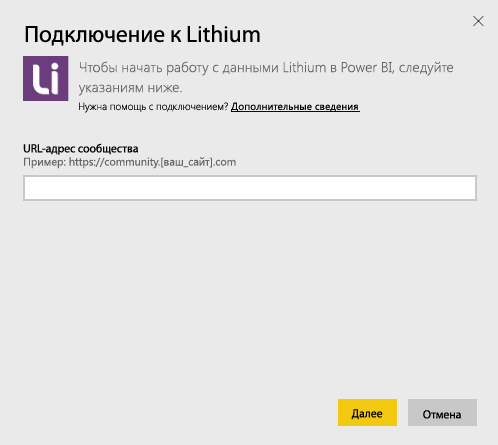 Подключение к Lithium
Li
Чтобы начать работу с данными Lithium в Power BI, следуйте
указаниям ниже.
Нужна помощь с подключением? Дополнительные сведения
URL-адрес сообщества
Пример: https://community.[ваш_сайт].com
Далее
Отмена